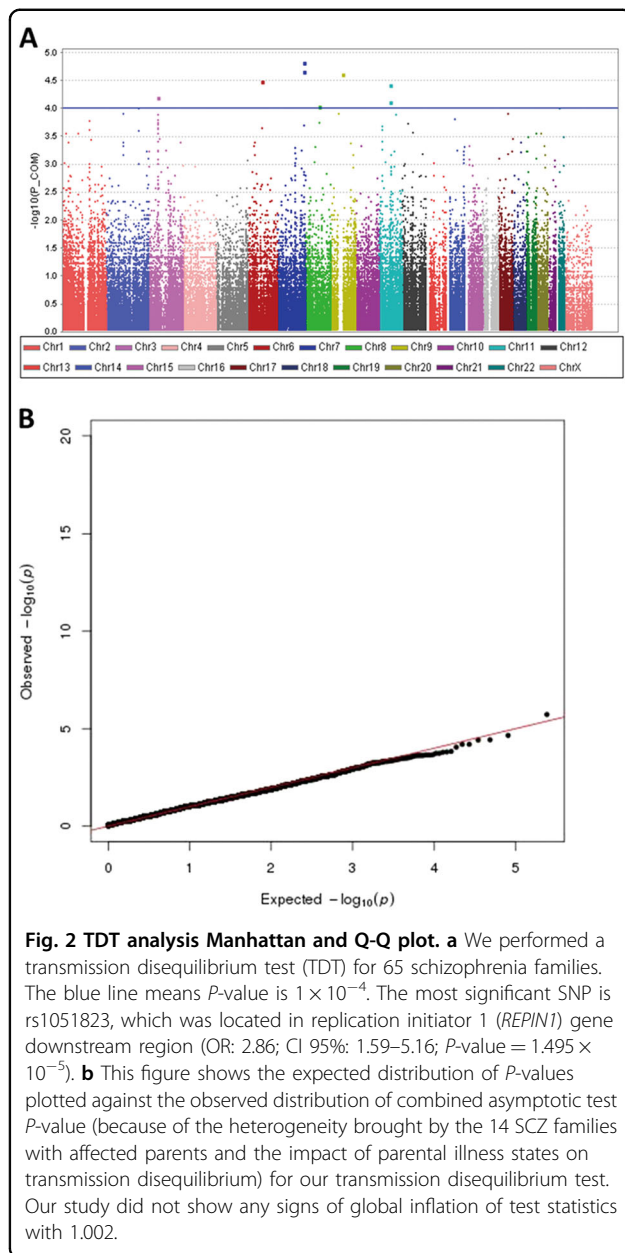 A
5.0
4.5
4.0
3.5
3.0
2.5
2.0
1.5
1.0
0.5
0.0
-log10(P_COM)
Chr1 Chr2 Chr3 Chr4 Chr5 Chr6 Chr7 Chr8 Chr9 Chr10 Chr11 Chr12
Chr13 Chr14 Chr15 Chr16 Chr17 Chr18 Chr19 Chr20 Chr21 Chr22 ChrX
B
20
15
10
5
0
Observed −log10(p)
0 1 2 3 4 5
Expected −log10(p)
Fig. 2 TDT analysis Manhattan and Q-Q plot. a We performed a
transmission disequilibrium test (TDT) for 65 schizophrenia families.
The blue line means P-value is 1 × 10−4. The most significant SNP is
rs1051823, which was located in replication initiator 1 (REPIN1) gene
downstream region (OR: 2.86; CI 95%: 1.59–5.16; P-value = 1.495 ×
10−5). b This figure shows the expected distribution of P-values
plotted against the observed distribution of combined asymptotic test
P-value (because of the heterogeneity brought by the 14 SCZ families
with affected parents and the impact of parental illness states on
transmission disequilibrium) for our transmission disequilibrium test.
Our study did not show any signs of global inflation of test statistics
with 1.002.